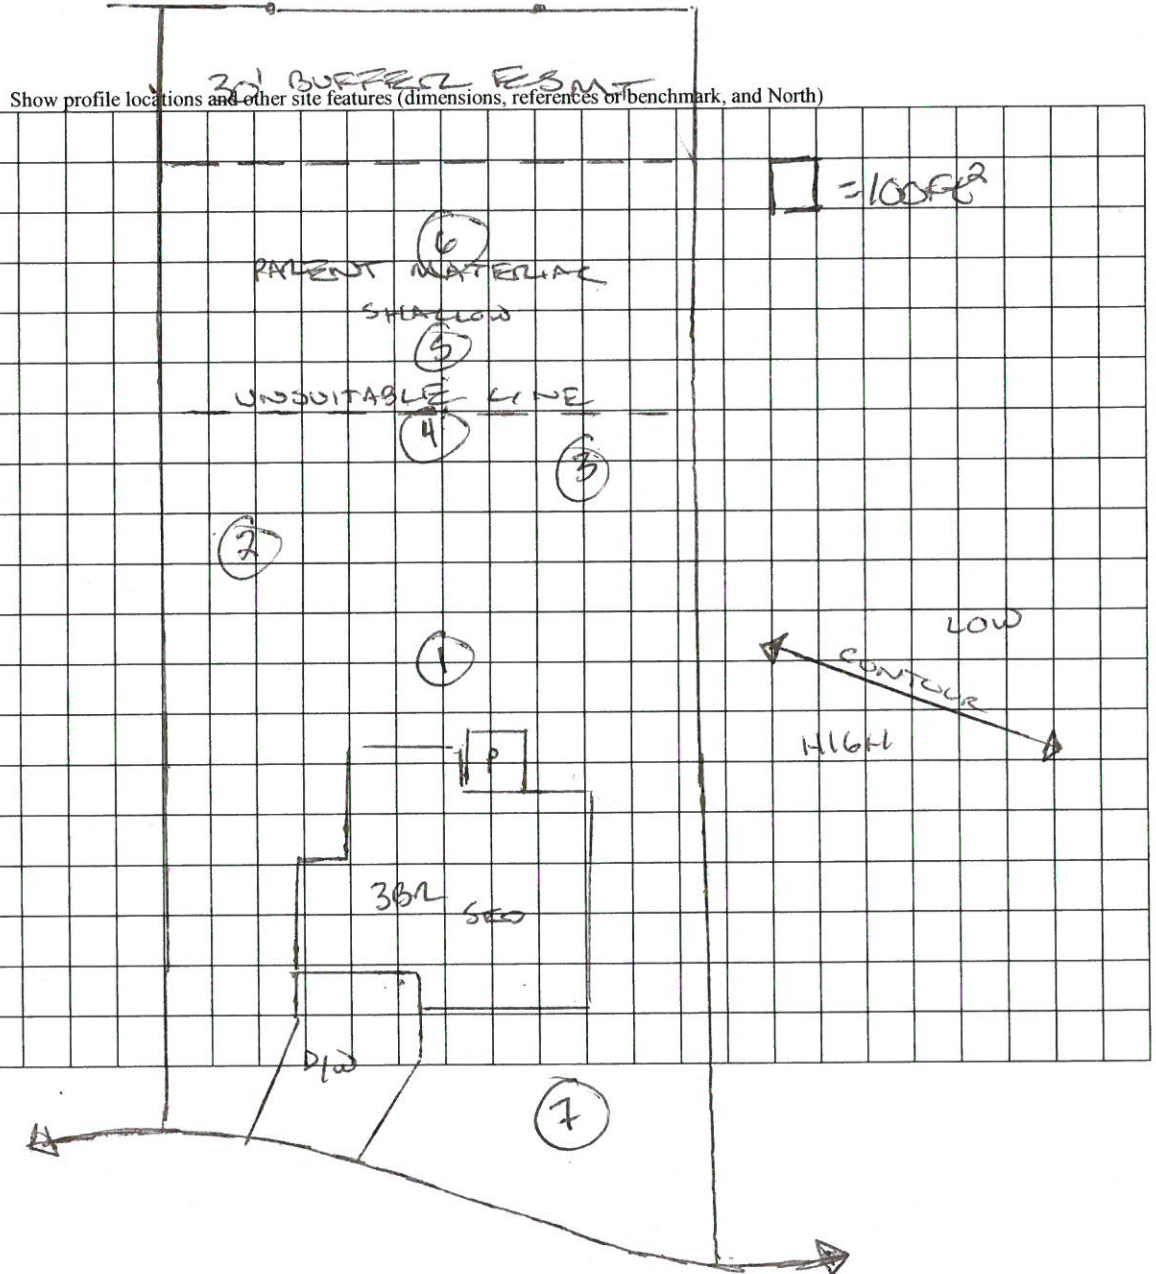 30' BUFFER ESMT
Show profile locations and other site features (dimensions, references or benchmark, and North)
=100Ft²
6
PARENT MATERIAL
SHALLOW
5
UNSUITABLE LINE
4
3
2
LOW
1
CONTOUR
HIGH
P
3BR
D/W
7